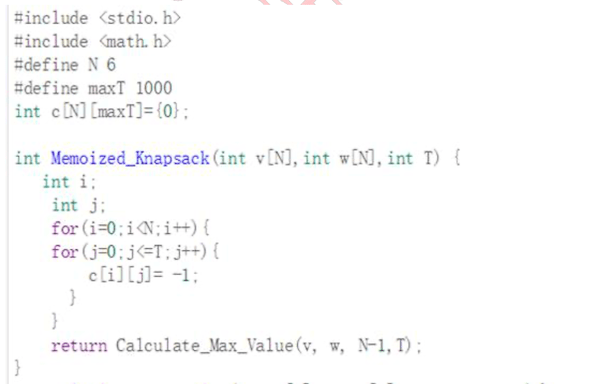 #include <stdio.h>
#include <math.h>
#define N 6
#define maxT 1000
int c[N][maxT]={0};
int Memoized_Knapsack(int v[N],int w[N],int T) {
int i;
int j;
for(i=0;i<N;i++){
for(j=0;j<=T;j++){
c[i][j]= -1;
}
}
return Calculate_Max_Value(v, w, N-1,T);
}